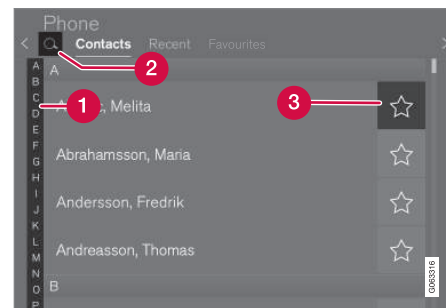 Phone
Contacts Recent Favourites
2
A
A
B
C
D
E
F
G
H
I
J
K
L
M
N
O
P
1
, Melita
3
Abrahamsson, Maria
Andersson, Fredrik
Andreasson, Thomas
B
G063316